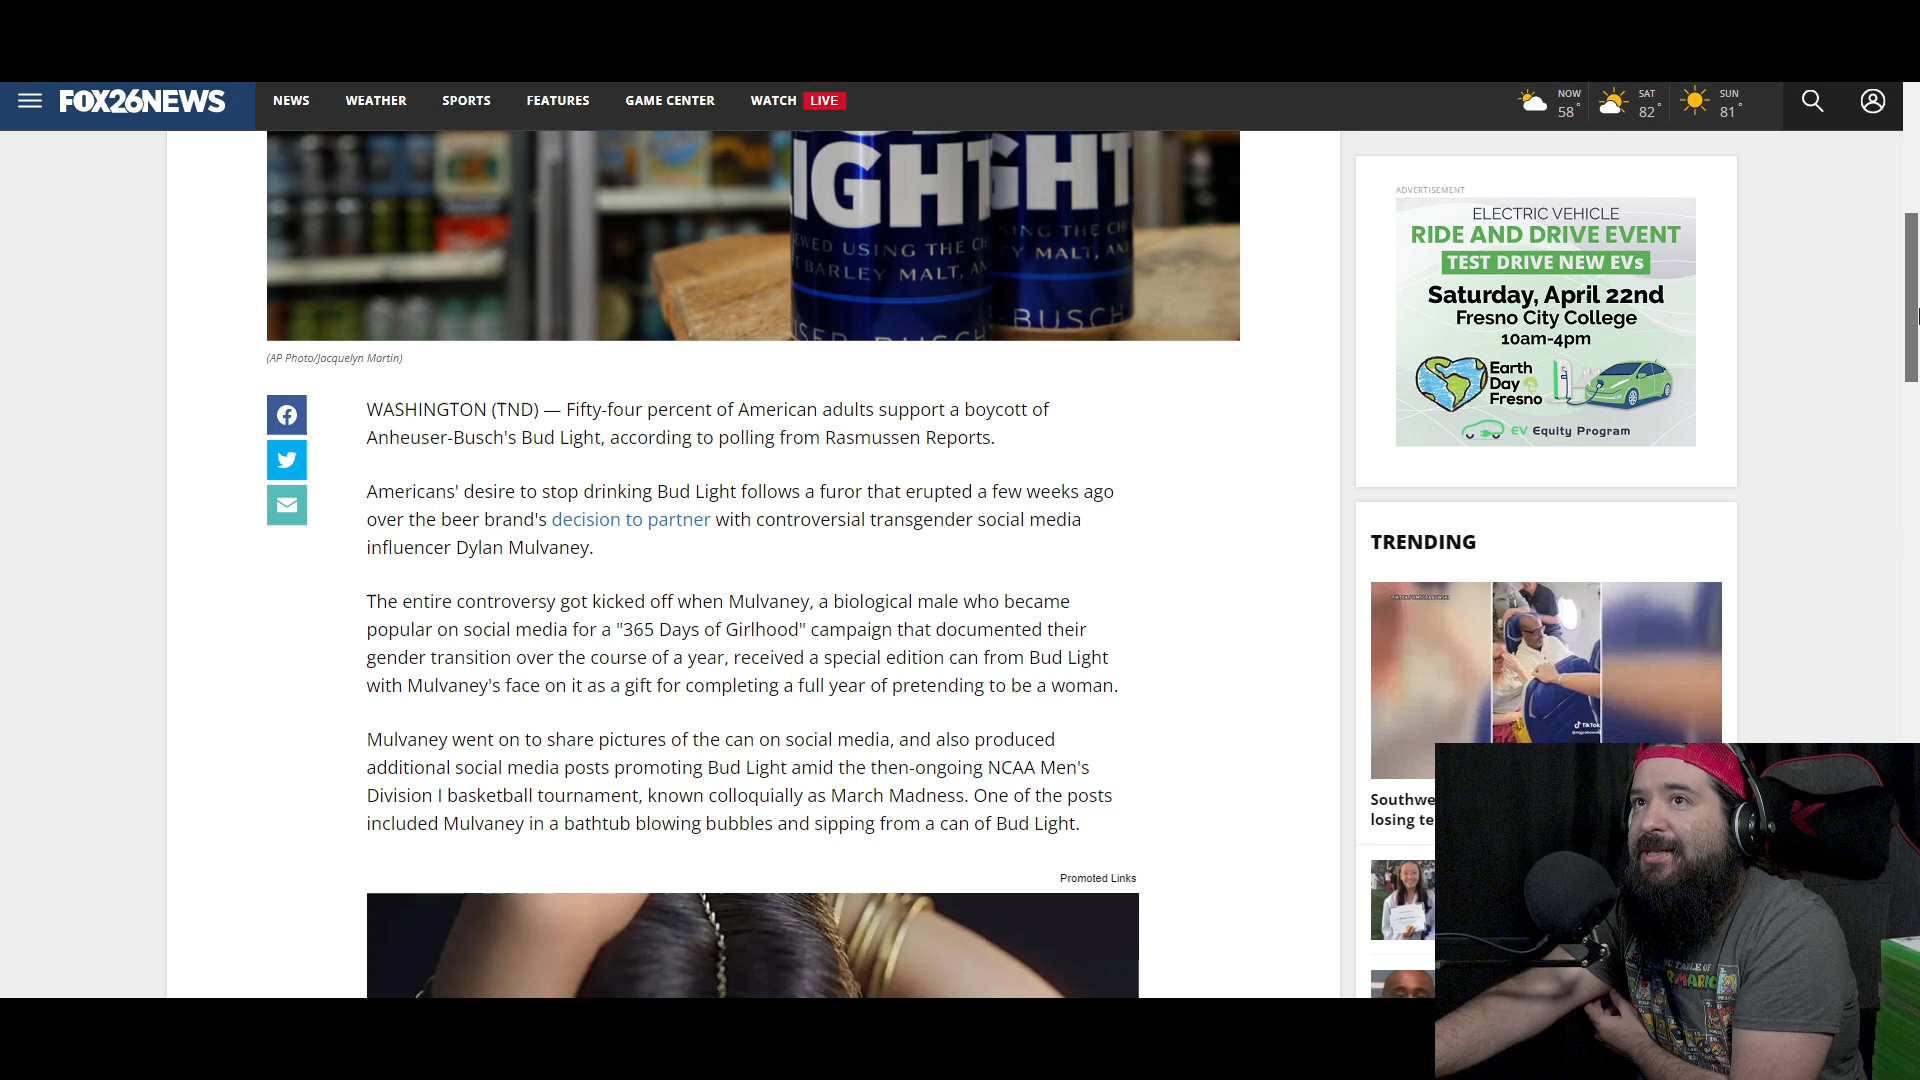 FOX26NEWS
NEWS
WEATHER
SPORTS
FEATURES
GAME CENTER
WATCH LIVE
NOW
58°
SAT
82°
SUN
81°
IGHT
GHT
EWED USING THE CH
SING THE CH
BARLEY MALT, AN
EY MALT, AN
ISER-BUSCH
-BUSCH
(AP Photo/Jacquelyn Martin)
WASHINGTON (TND) — Fifty-four percent of American adults support a boycott of
Anheuser-Busch's Bud Light, according to polling from Rasmussen Reports.
Americans' desire to stop drinking Bud Light follows a furor that erupted a few weeks ago
over the beer brand's decision to partner with controversial transgender social media
influencer Dylan Mulvaney.
The entire controversy got kicked off when Mulvaney, a biological male who became
popular on social media for a "365 Days of Girlhood" campaign that documented their
gender transition over the course of a year, received a special edition can from Bud Light
with Mulvaney's face on it as a gift for completing a full year of pretending to be a woman.
Mulvaney went on to share pictures of the can on social media, and also produced
additional social media posts promoting Bud Light amid the then-ongoing NCAA Men's
Division I basketball tournament, known colloquially as March Madness. One of the posts
included Mulvaney in a bathtub blowing bubbles and sipping from a can of Bud Light.
Promoted Links
ADVERTISEMENT
ELECTRIC VEHICLE
RIDE AND DRIVE EVENT
TEST DRIVE NEW EVs
Saturday, April 22nd
Fresno City College
10am-4pm
Earth
Day
Fresno
EV Equity Program
TRENDING
TikTok
Southwe
losing te
TABLE OF
MARIO